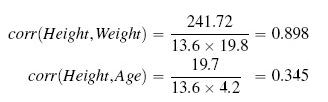 corr(Height,Weight) = 241.72 / 13.6 × 19.8 = 0.898
corr(Height,Age) = 19.7 / 13.6 × 4.2 = 0.345